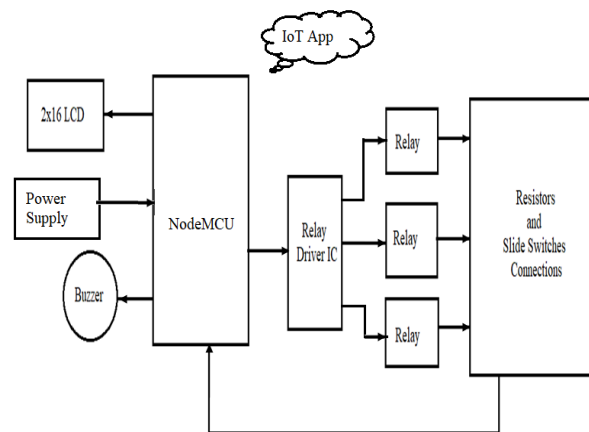 IoT App
2x16 LCD
Power
Supply
NodeMCU
Buzzer
Relay
Driver IC
Relay
Relay
Relay
Resistors
and
Slide Switches
Connections